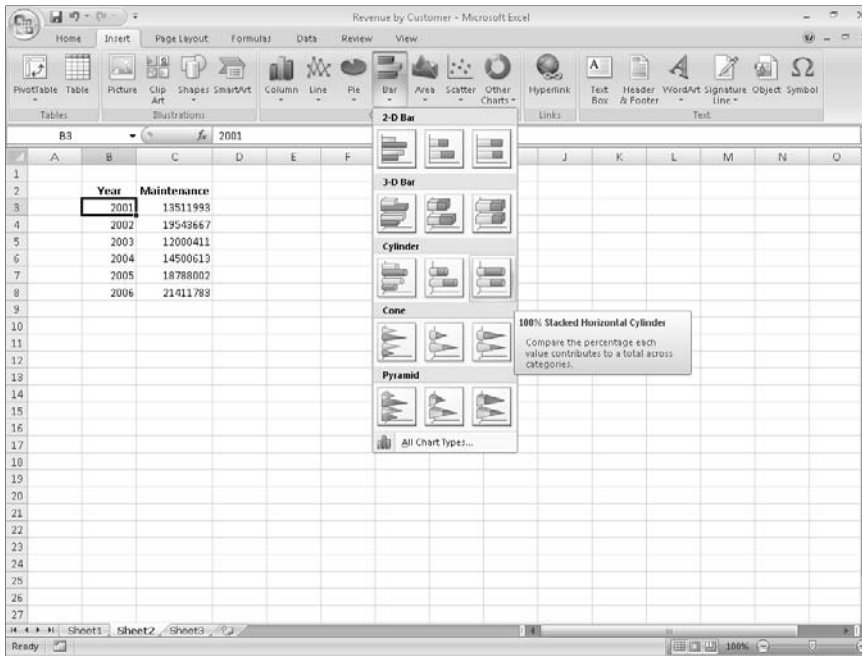 Revenue by Customer - Microsoft Excel
Home Insert Page Layout Formulas Data Review View
PivotTable Table Picture Clip Art Shapes SmartArt Column Line Pie Bar Area Scatter Other Charts Hyperlink Text Box Header & Footer WordArt Signature Line Object Symbol
Tables Illustrations Links Text
B3 fx 2001
A B C D E F J K L M N O
2-D Bar
3-D Bar
Cylinder
Cone
Pyramid
All Chart Types...
100% Stacked Horizontal Cylinder
Compare the percentage each
value contributes to a total across
categories.
1
2 Year Maintenance
3 2001 13511993
4 2002 19543667
5 2003 12000411
6 2004 14500613
7 2005 18788002
8 2006 21411783
9
10
11
12
13
14
15
16
17
18
19
20
21
22
23
24
25
26
27
Sheet1 Sheet2 Sheet3
Ready 100%